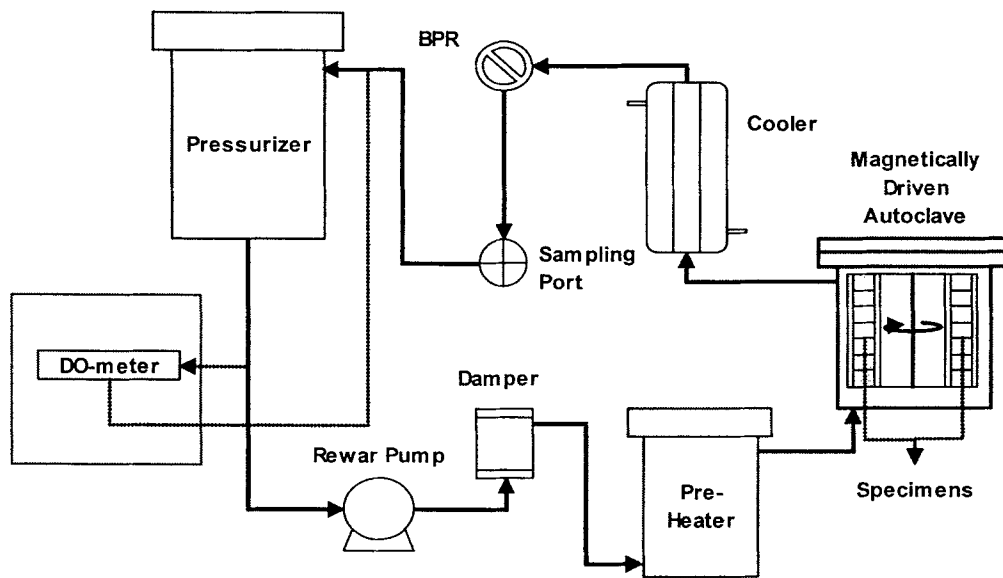 BPR
Pressurizer
Cooler
Magnetically
Driven
Autoclave
Sampling
Port
DO-meter
Damper
Rewar Pump
Pre-
Heater
Specimens